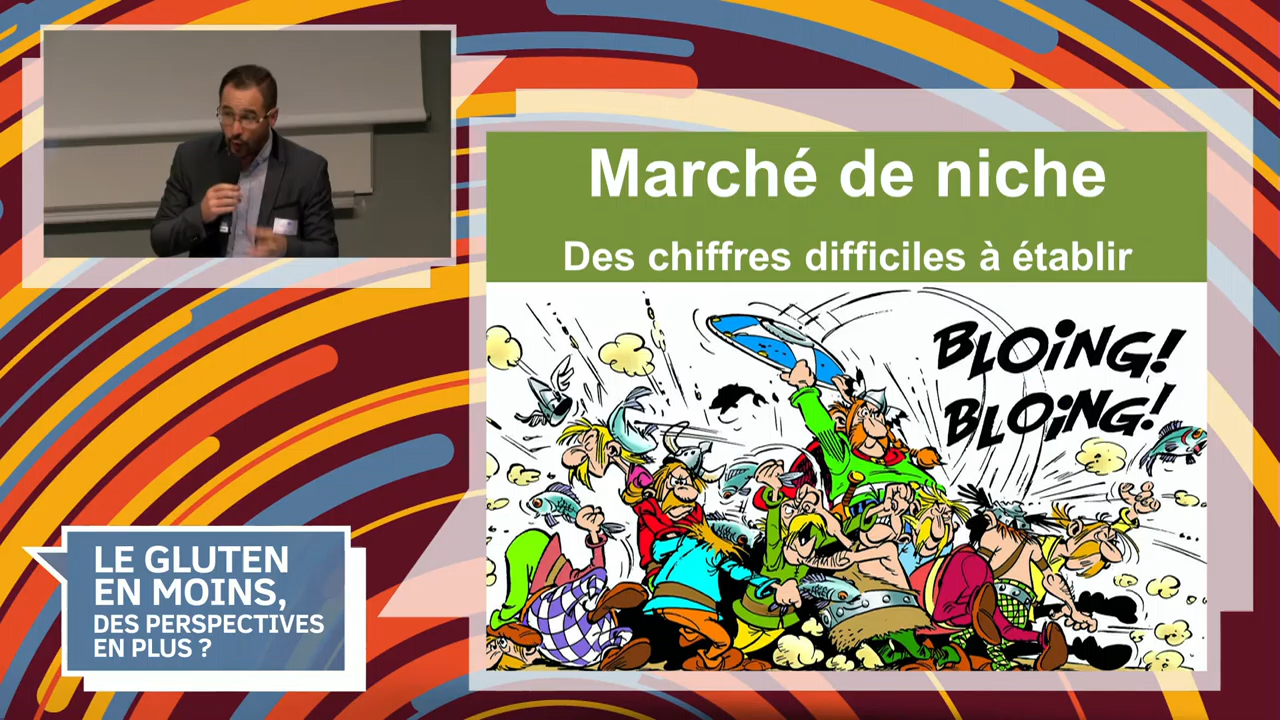 Marché de niche
Des chiffres difficiles à établir
BLOiNG!
BLOiNG!
LE GLUTEN
EN MOINS,
DES PERSPECTIVES
EN PLUS ?